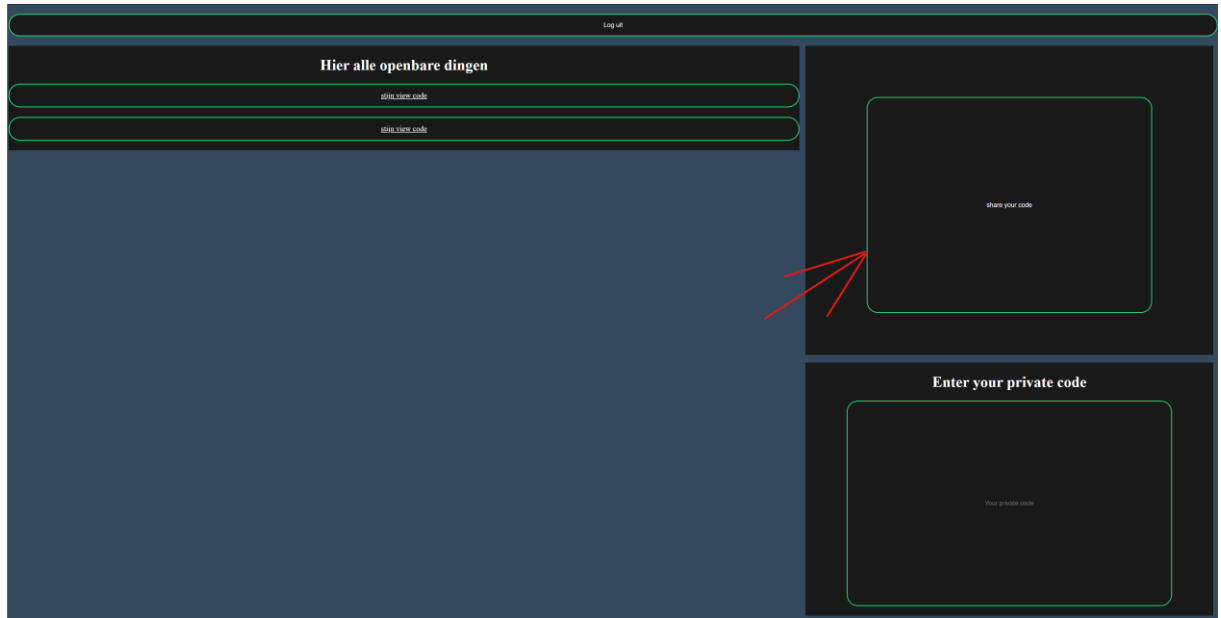 Log uit
Hier alle openbare dingen
stijn view code
stijn view code
share your code
Enter your private code
Your private code